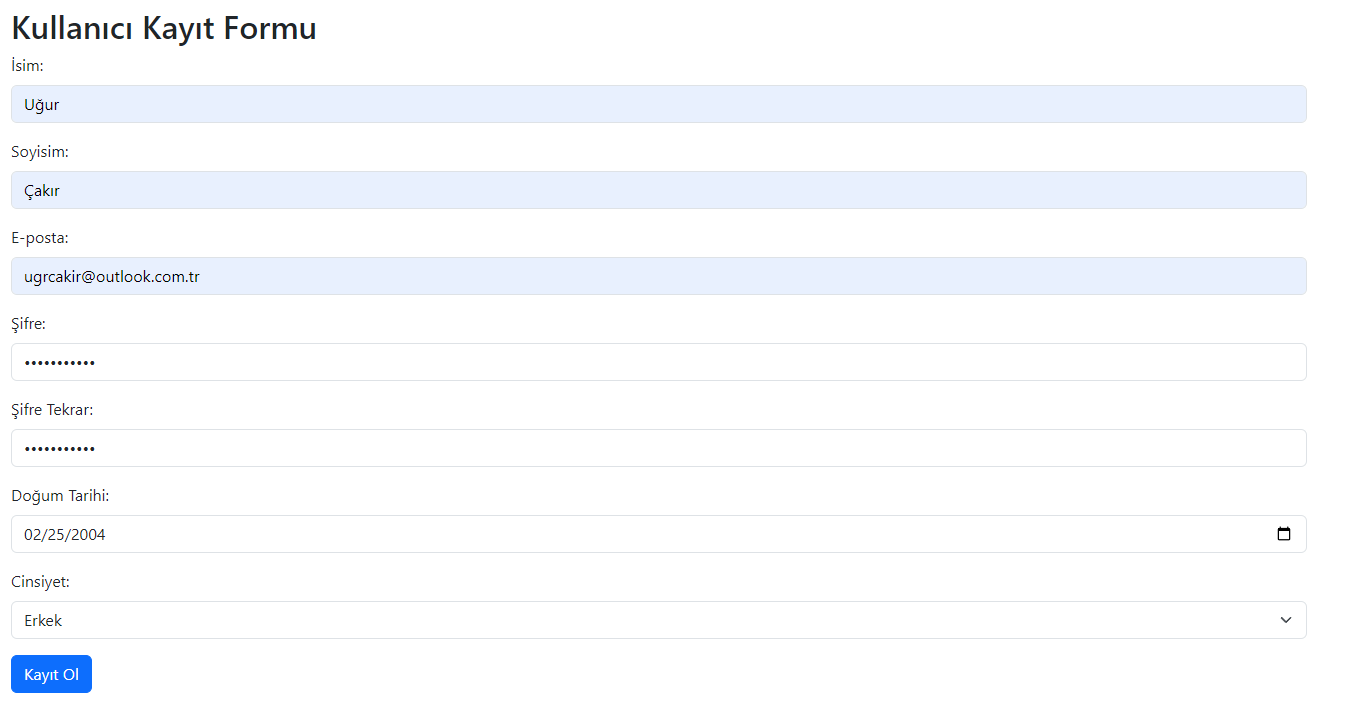 Kullanıcı Kayıt Formu
İsim:
Uğur
Soyisim:
Çakır
E-posta:
ugrcakir@outlook.com.tr
Şifre:
•••••••••••
Şifre Tekrar:
•••••••••••
Doğum Tarihi:
02/25/2004
Cinsiyet:
Erkek
Kayıt Ol